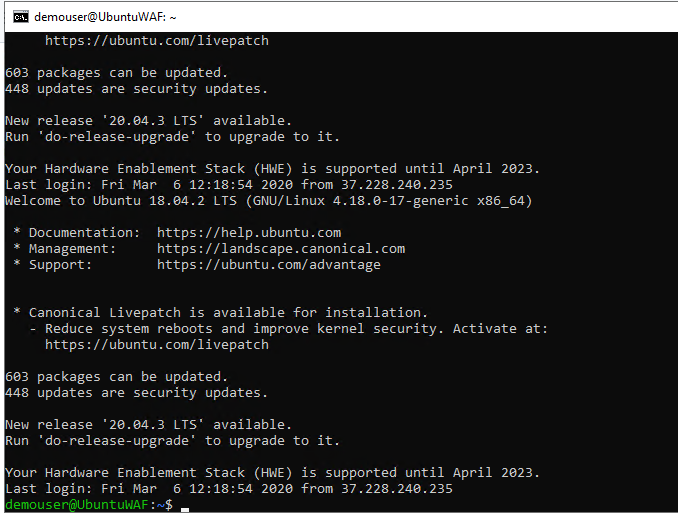 demouser@UbuntuWAF: ~
https://ubuntu.com/livepatch
603 packages can be updated.
448 updates are security updates.
New release '20.04.3 LTS' available.
Run 'do-release-upgrade' to upgrade to it.
Your Hardware Enablement Stack (HWE) is supported until April 2023.
Last login: Fri Mar  6 12:18:54 2020 from 37.228.240.235
Welcome to Ubuntu 18.04.2 LTS (GNU/Linux 4.18.0-17-generic x86_64)
* Documentation:  https://help.ubuntu.com
* Management:     https://landscape.canonical.com
* Support:        https://ubuntu.com/advantage
* Canonical Livepatch is available for installation.
- Reduce system reboots and improve kernel security. Activate at:
https://ubuntu.com/livepatch
603 packages can be updated.
448 updates are security updates.
New release '20.04.3 LTS' available.
Run 'do-release-upgrade' to upgrade to it.
Your Hardware Enablement Stack (HWE) is supported until April 2023.
Last login: Fri Mar  6 12:18:54 2020 from 37.228.240.235
demouser@UbuntuWAF:~$